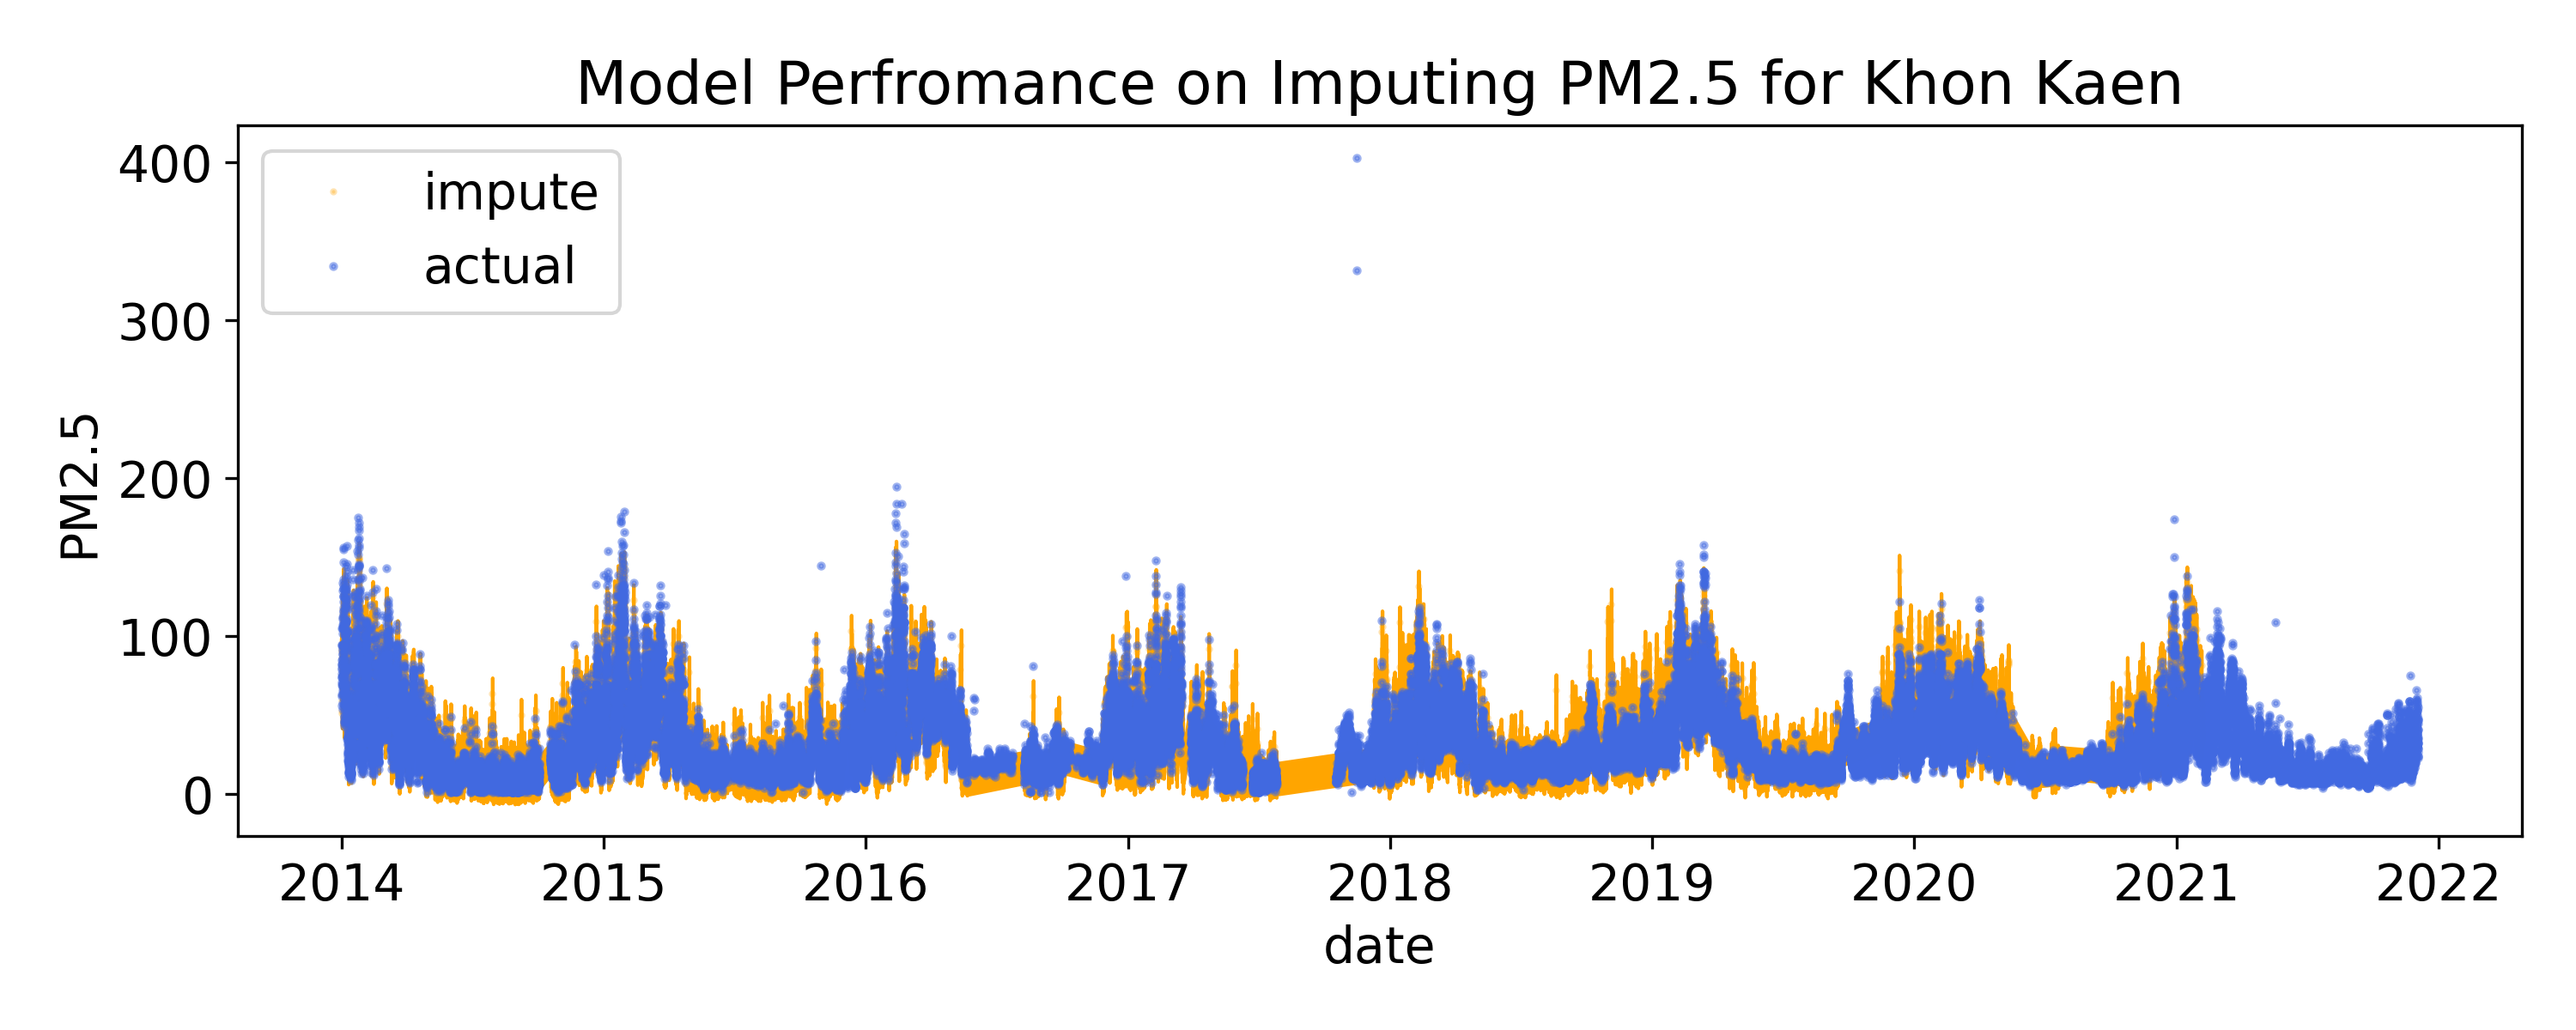 Model Perfromance on Imputing PM2.5 for Khon Kaen
impute
actual
400
300
200
100
0
PM2.5
2014 2015 2016 2017 2018 2019 2020 2021 2022
date